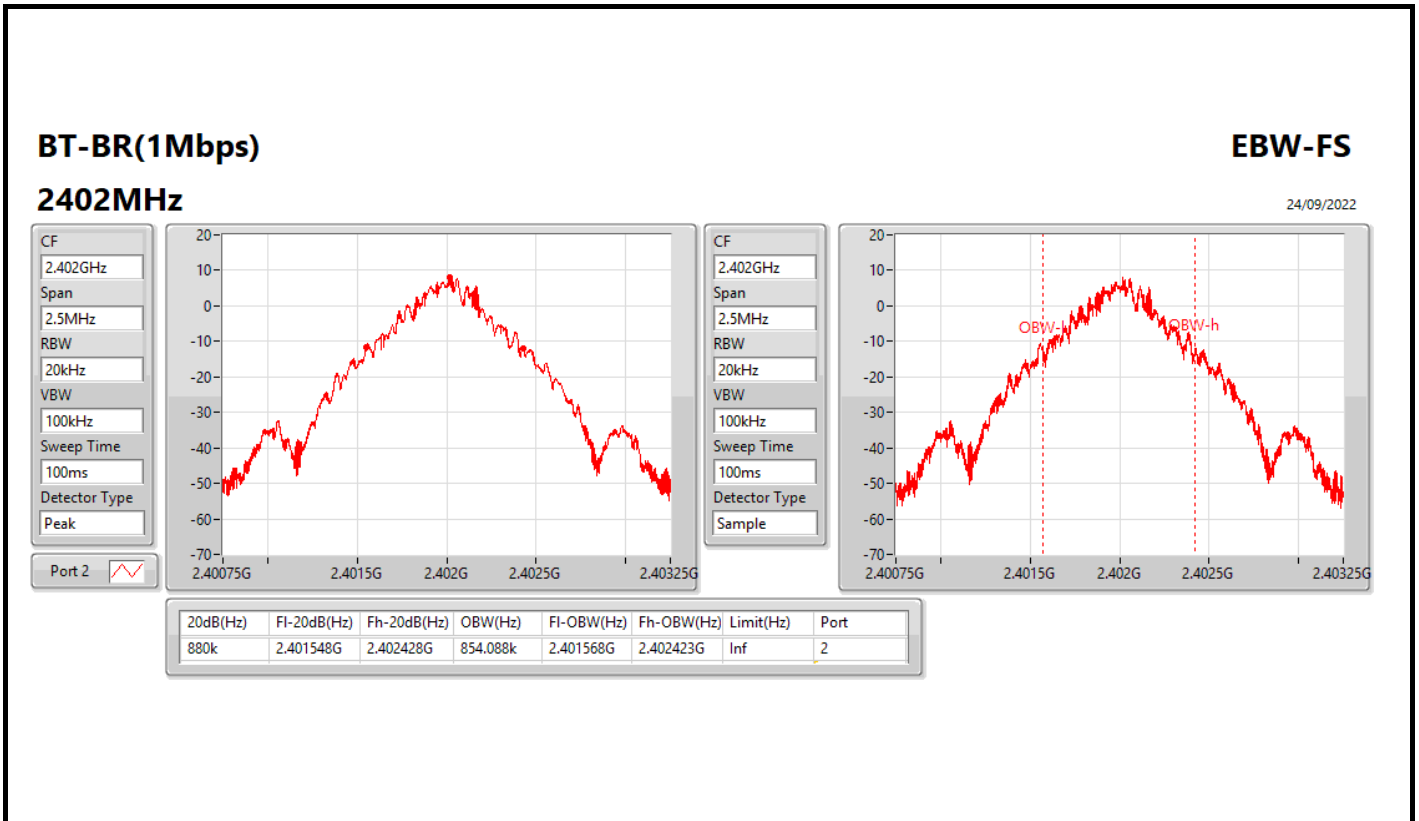 BT-BR(1Mbps)
EBW-FS
2402MHz
24/09/2022
CF
2.402GHz
Span
2.5MHz
RBW
20kHz
VBW
100kHz
Sweep Time
100ms
Detector Type
Peak
Port 2
20
10
0
-10
-20
-30
-40
-50
-60
-70
2.40075G 2.4015G 2.402G 2.4025G 2.40325G
CF
2.402GHz
Span
2.5MHz
RBW
20kHz
VBW
100kHz
Sweep Time
100ms
Detector Type
Sample
20
10
0
-10
-20
-30
-40
-50
-60
-70
OBW-l OBW-h
2.40075G 2.4015G 2.402G 2.4025G 2.40325G
20dB(Hz) Fl-20dB(Hz) Fh-20dB(Hz) OBW(Hz) Fl-OBW(Hz) Fh-OBW(Hz) Limit(Hz) Port
880k 2.401548G 2.402428G 854.088k 2.401568G 2.402423G Inf 2